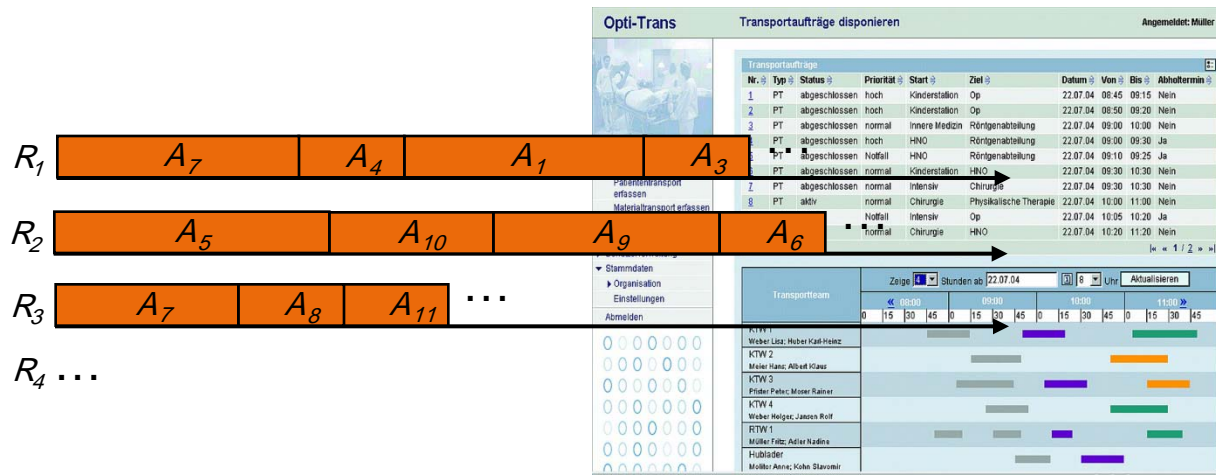 Opti-Trans
Transportaufträge disponieren
Angemeldet: Müller
Transportaufträge
Nr. Typ Status Priorität Start Ziel Datum Von Bis Abholtermin
1 PT abgeschlossen hoch Kinderstation Op 22.07.04 08:45 09:15 Nein
2 PT abgeschlossen hoch Kinderstation Op 22.07.04 08:50 09:20 Nein
3 PT abgeschlossen normal Innere Medizin Röntgenabteilung 22.07.04 09:00 10:00 Nein
PT abgeschlossen hoch HNO Röntgenabteilung 22.07.04 09:00 09:30 Ja
PT abgeschlossen Notfall HNO Röntgenabteilung 22.07.04 09:10 09:25 Ja
PT abgeschlossen normal Kinderstation HNO 22.07.04 09:30 10:30 Nein
7 PT abgeschlossen normal Intensiv Chirurgie 22.07.04 09:30 10:30 Nein
8 PT aktiv normal Chirurgie Physikalische Therapie 22.07.04 10:00 11:00 Nein
Notfall Intensiv Op 22.07.04 10:05 10:20 Ja
normal Chirurgie HNO 22.07.04 10:20 11:20 Nein
1 / 2
R1 A7 A4 A1 A3 ...
R2 A5 A10 A9 A6 ...
R3 A7 A8 A11 ...
R4 ...
Patiententransport
erfassen
Materialtransport erfassen
Stammdaten
Organisation
Einstellungen
Abmelden
Zeige 4 Stunden ab 22.07.04 8 Uhr Aktualisieren
Transportteam
« 08:00 09:00 10:00 11:00 »
0 15 30 45 0 15 30 45 0 15 30 45 0 15 30 45
KTW 1
Weber Lisa; Huber Karl-Heinz
KTW 2
Meier Hans; Albert Klaus
KTW 3
Pfister Peter; Moser Rainer
KTW 4
Weber Holger; Jansen Rolf
RTW 1
Müller Fritz; Adler Nadine
Hublader
Molitor Anne; Kohn Slavomir